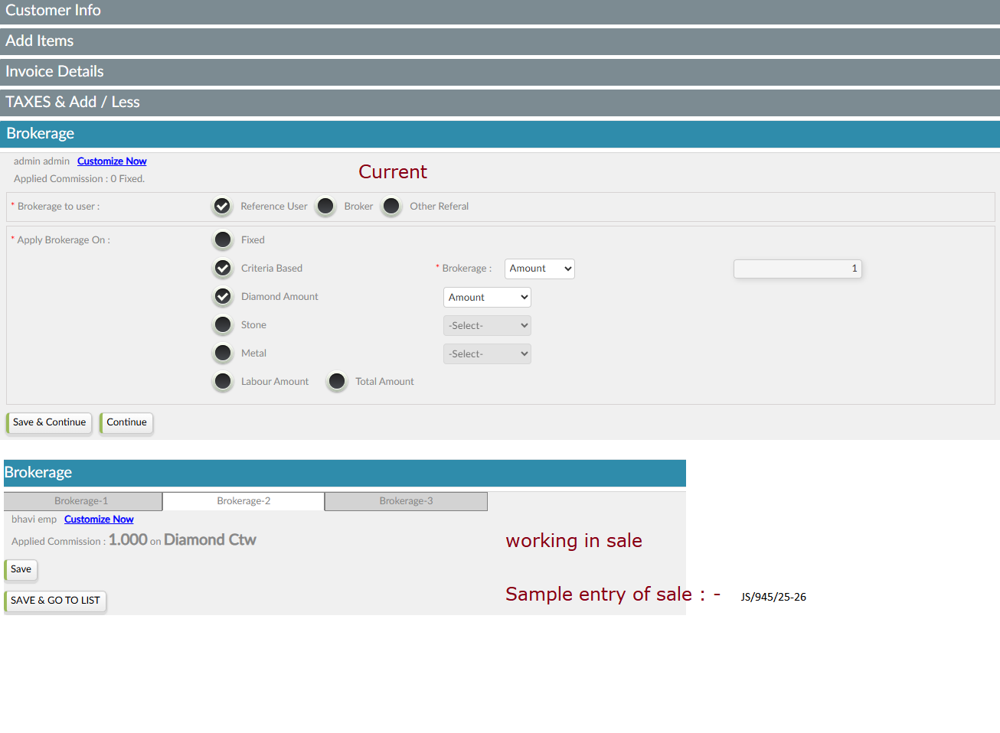 Customer Info
Add Items
Invoice Details
TAXES & Add / Less
Brokerage
admin admin Customize Now
Current
Applied Commission : 0 Fixed.
* Brokerage to user : Reference User Broker Other Referal
* Apply Brokerage On : Fixed
Criteria Based * Brokerage : Amount 1
Diamond Amount Amount
Stone -Select-
Metal -Select-
Labour Amount Total Amount
Save & Continue Continue
Brokerage
Brokerage-1 Brokerage-2 Brokerage-3
bhavi emp Customize Now
Applied Commission : 1.000 on Diamond Ctw working in sale
Save
SAVE & GO TO LIST Sample entry of sale : - JS/945/25-26